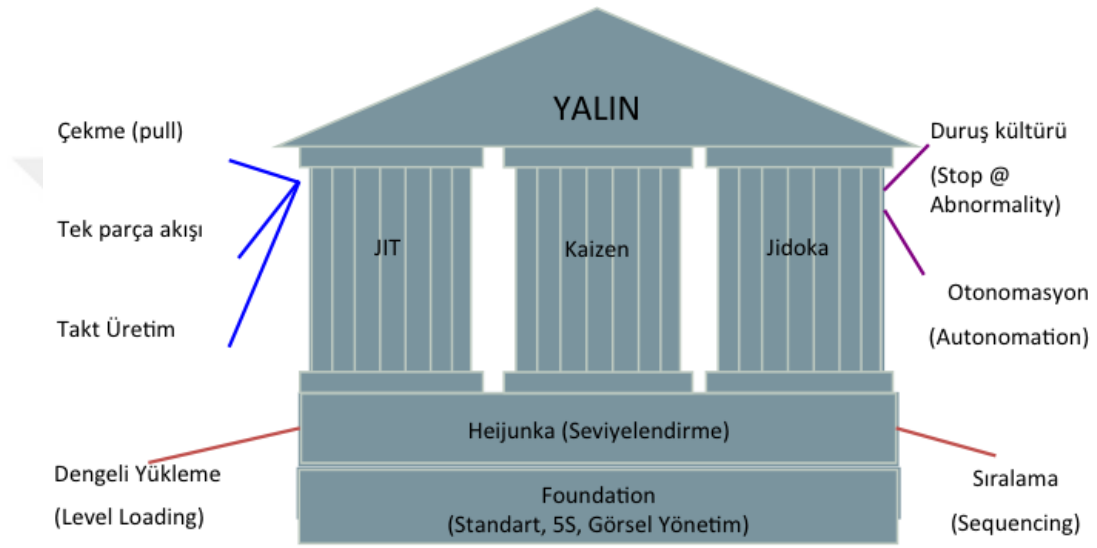 YALIN
Çekme (pull)
Tek parça akışı
Takt Üretim
JIT
Kaizen
Jidoka
Duruş kültürü
(Stop @
Abnormality)
Otonomasyon
(Autonomation)
Heijunka (Seviyelendirme)
Dengeli Yükleme
(Level Loading)
Sıralama
(Sequencing)
Foundation
(Standart, 5S, Görsel Yönetim)